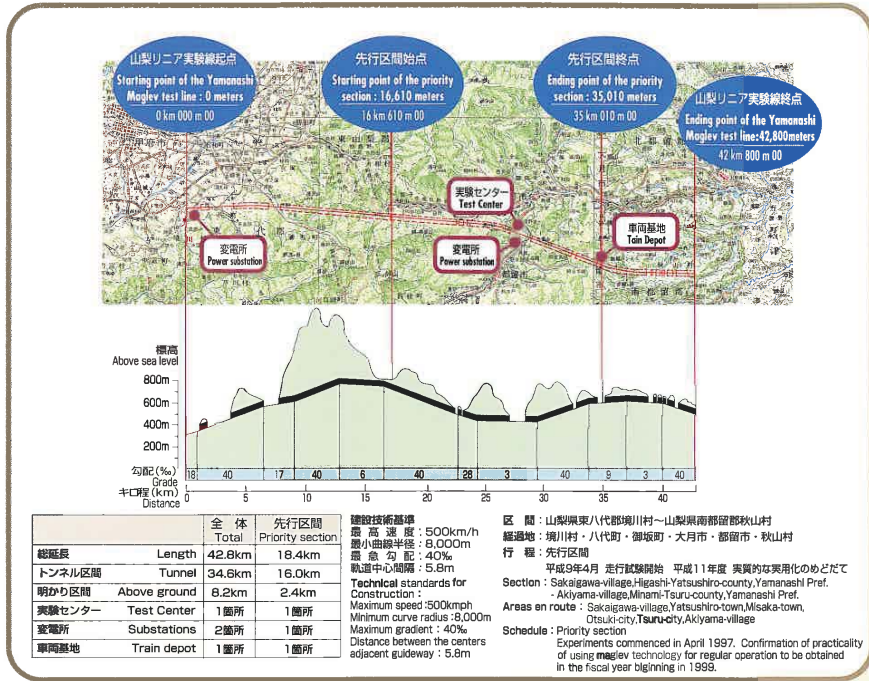 山梨リニア実験線起点
Starting point of the Yamanashi
Maglev test line : 0 meters
0 km 000 m 00
先行区間始点
Starting point of the priority
section : 16,610 meters
16 km 610 m 00
先行区間終点
Ending point of the priority
section : 35,010 meters
35 km 010 m 00
山梨リニア実験線終点
Ending point of the Yamanashi
Maglev test line:42,800meters
42 km 800 m 00
実験センター
Test Center
変電所
Power substation
変電所
Power substation
車両基地
Tain Depot
標高
Above sea level
800m
600m
400m
200m
勾配(‰)
Grade
18 40 17 40 6 40 28 3 40 9 3 40
キロ程(km)
Distance
0 5 10 15 20 25 30 35 40
全体 先行区間
Total Priority section
総延長 Length 42.8km 18.4km
トンネル区間 Tunnel 34.6km 16.0km
明かり区間 Above ground 8.2km 2.4km
実験センター Test Center 1箇所 1箇所
変電所 Substations 2箇所 1箇所
車両基地 Train depot 1箇所 1箇所
建設技術基準
最高速度:500km/h
最小曲線半径:8,000m
最急勾配:40‰
軌道中心間隔:5.8m
Technical standards for
Construction :
Maximum speed :500kmph
Minimum curve radius :8,000m
Maximum gradient : 40‰
Distance between the centers
adjacent guideway : 5.8m
区間:山梨県東八代郡境川村〜山梨県南都留郡秋山村
経過地:境川村・八代町・御坂町・大月市・都留市・秋山村
行程:先行区間
平成9年4月 走行試験開始 平成11年度 実質的な実用化のめどだて
Section : Sakaigawa-village,Higashi-Yatsushiro-county,Yamanashi Pref.
- Akiyama-village,Minami-Tsuru-county,Yamanashi Pref.
Areas en route : Sakaigawa-village,Yatsushiro-town,Misaka-town,
Otsuki-city,Tsuru-city,Akiyama-village
Schedule : Priority section
Experiments commenced in April 1997. Confirmation of practicality
of using maglev technology for regular operation to be obtained
in the fiscal year biginning in 1999.